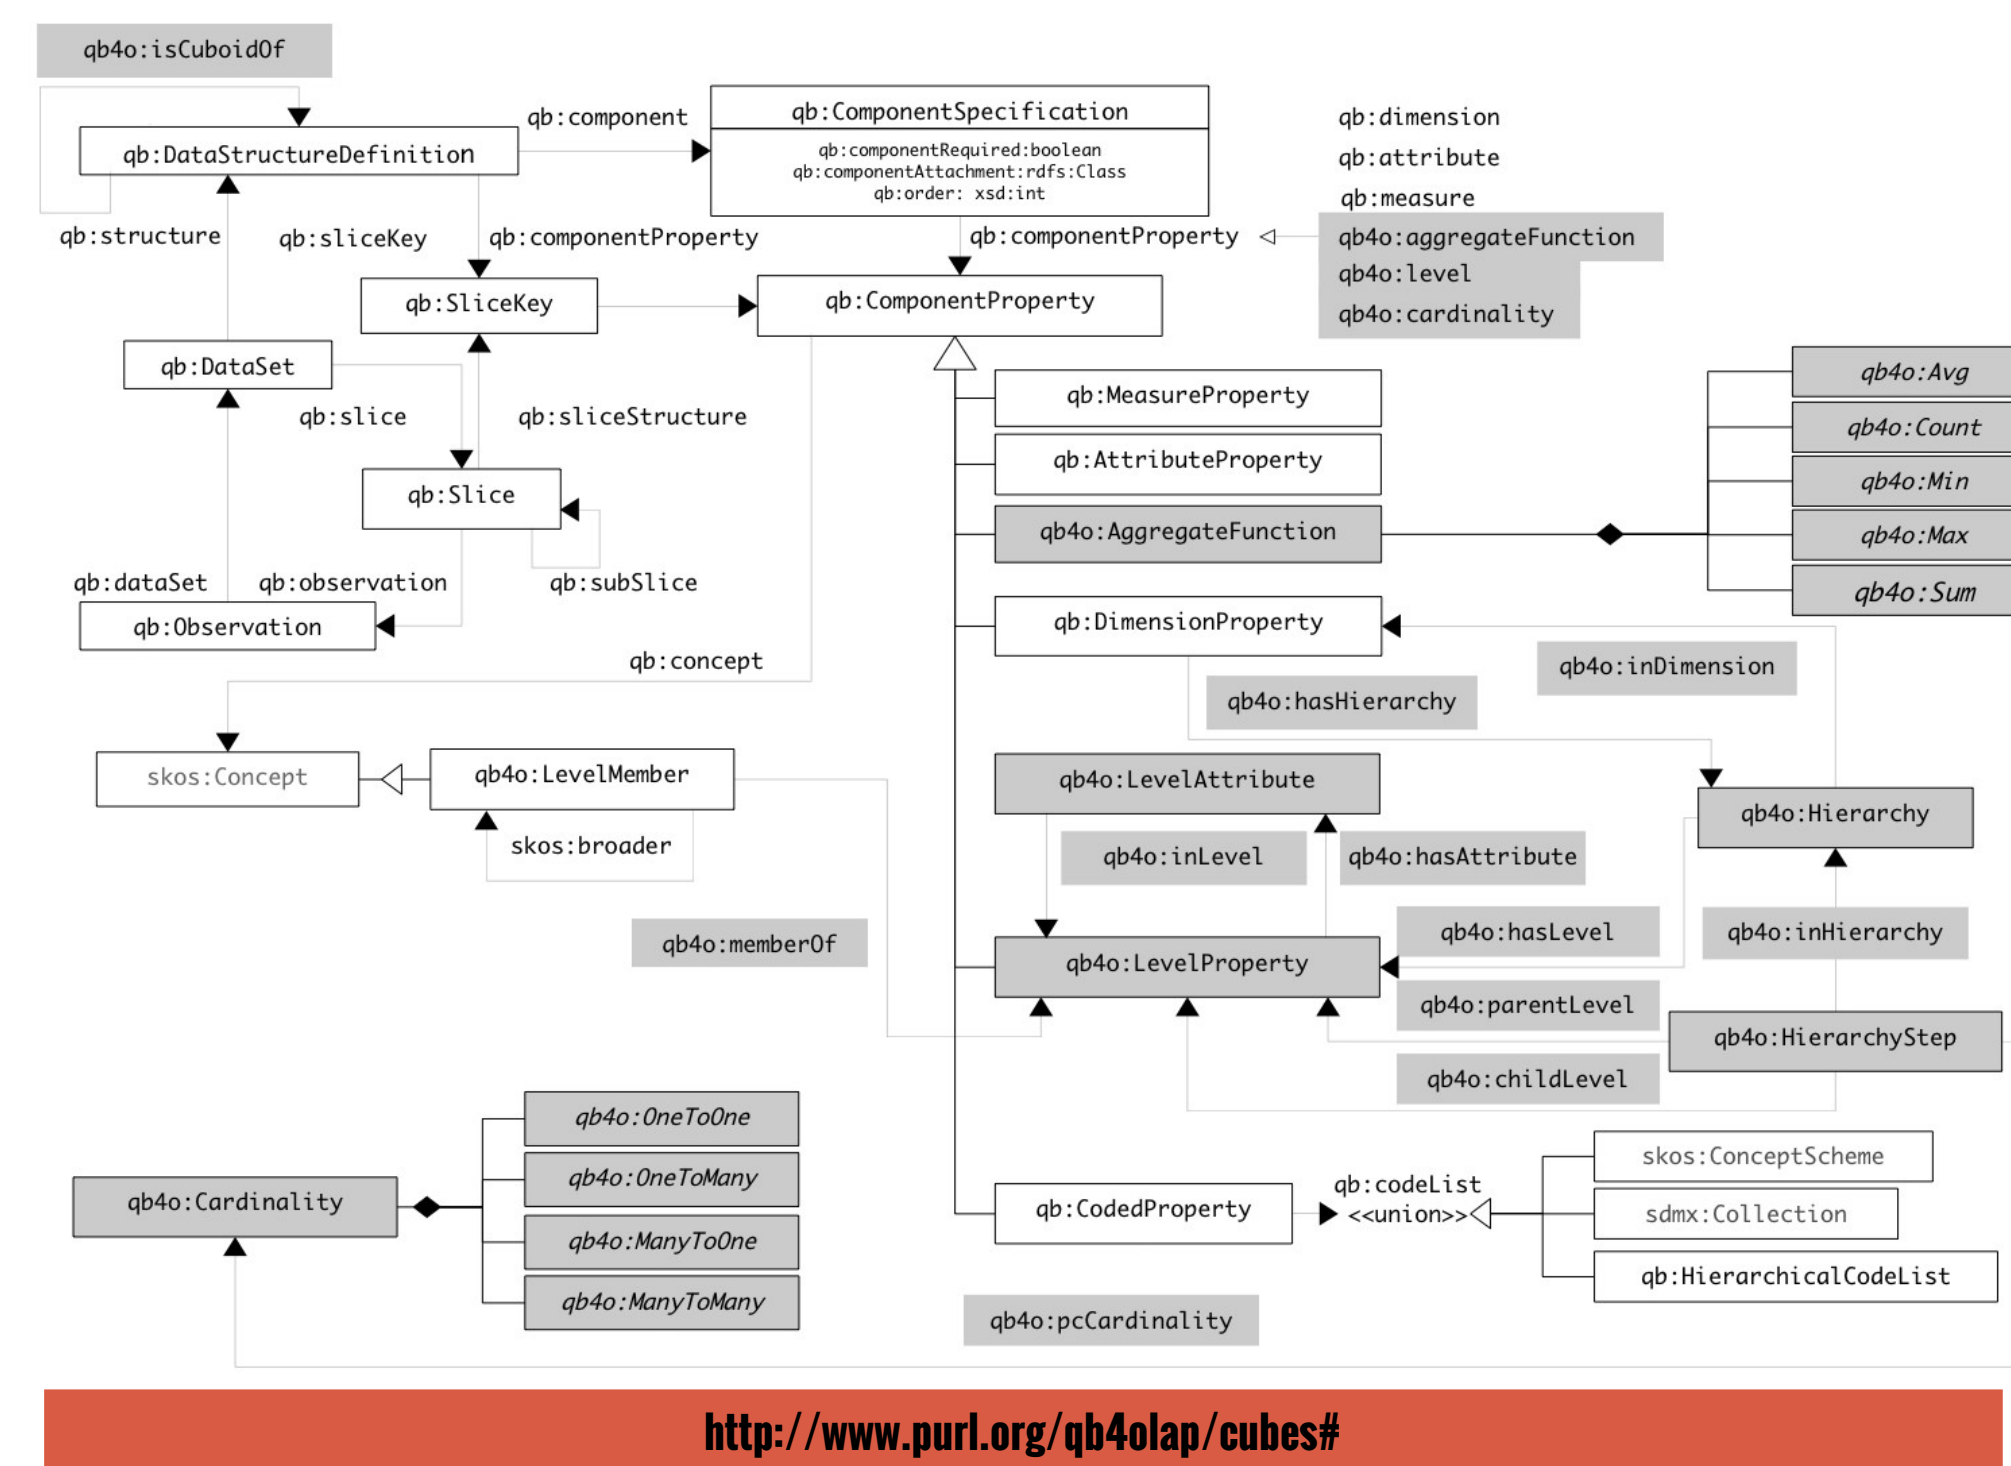 qb4o:isCuboidOf
qb:component
qb:DataStructureDefinition
qb:ComponentSpecification
qb:componentRequired:boolean
qb:componentAttachment:rdfs:Class
qb:order: xsd:int
qb:dimension
qb:attribute
qb:measure
qb4o:aggregateFunction
qb4o:level
qb4o:cardinality
qb:structure
qb:sliceKey
qb:componentProperty
qb:componentProperty
qb:SliceKey
qb:ComponentProperty
qb:DataSet
qb:slice
qb:sliceStructure
qb:MeasureProperty
qb:AttributeProperty
qb4o:AggregateFunction
qb4o:Avg
qb4o:Count
qb4o:Min
qb4o:Max
qb4o:Sum
qb:Slice
qb:dataSet
qb:observation
qb:subSlice
qb:Observation
qb:DimensionProperty
qb:concept
qb4o:inDimension
qb4o:hasHierarchy
skos:Concept
qb4o:LevelMember
skos:broader
qb4o:LevelAttribute
qb4o:Hierarchy
qb4o:inLevel
qb4o:hasAttribute
qb4o:memberOf
qb4o:LevelProperty
qb4o:hasLevel
qb4o:inHierarchy
qb4o:parentLevel
qb4o:HierarchyStep
qb4o:childLevel
qb4o:OneToOne
qb4o:OneToMany
qb4o:Cardinality
qb4o:ManyToOne
qb4o:ManyToMany
qb:CodedProperty
qb:codeList
<<union>>
skos:ConceptScheme
sdmx:Collection
qb:HierarchicalCodeList
qb4o:pcCardinality
http://www.purl.org/qb4olap/cubes#